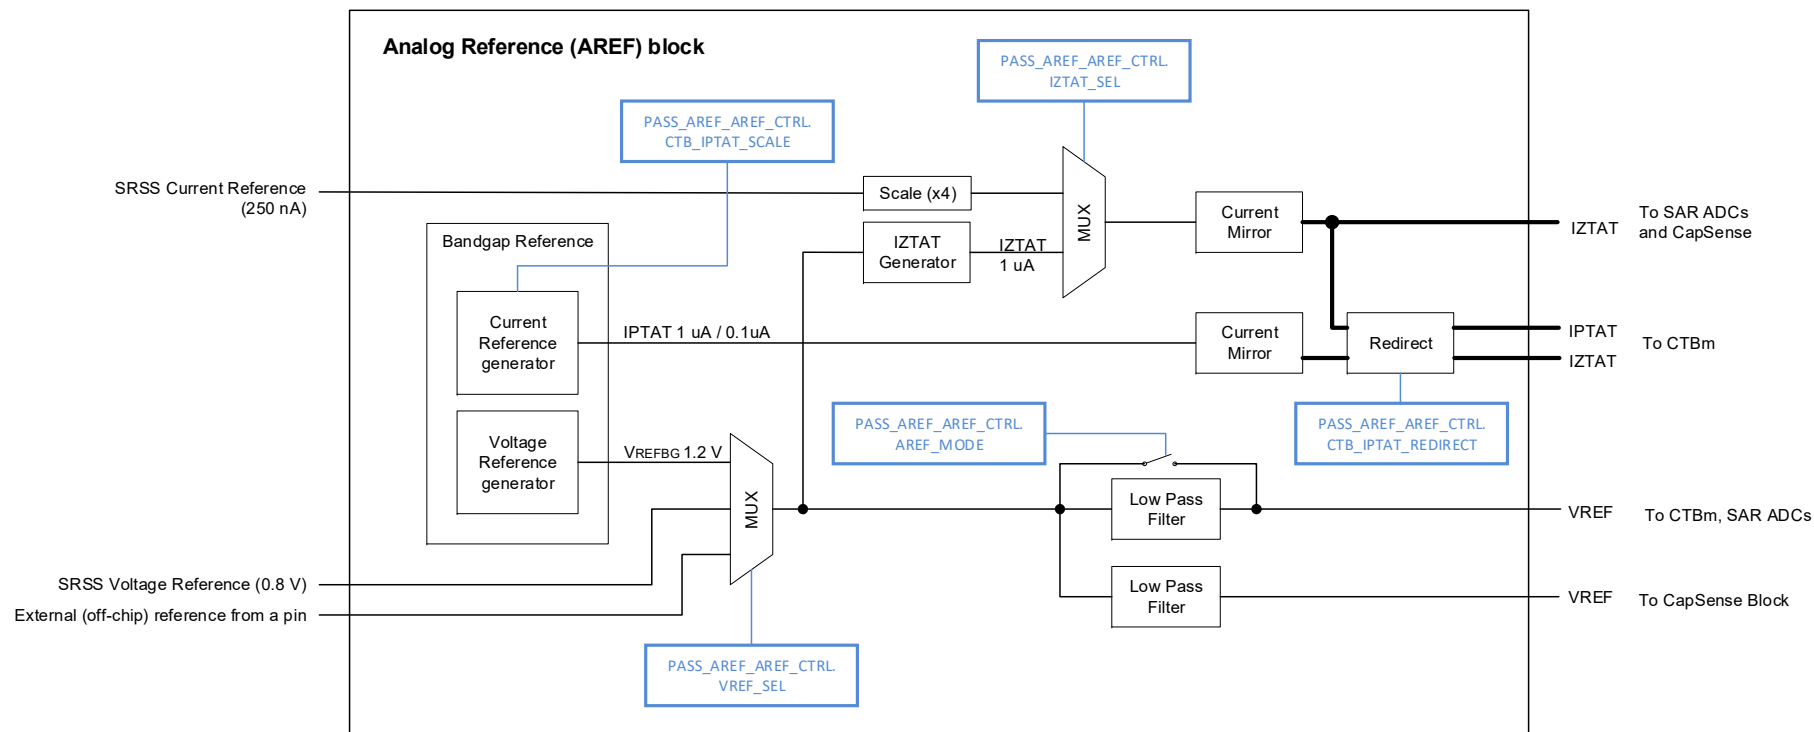 Analog Reference (AREF) block
PASS_AREF_AREF_CTRL.
IZTAT_SEL
PASS_AREF_AREF_CTRL.
CTB_IPTAT_SCALE
SRSS Current Reference
(250 nA)
Scale (x4)
MUX
Current
Mirror
IZTAT
To SAR ADCs
and CapSense
Bandgap Reference
IZTAT
Generator
IZTAT
1 uA
Current
Reference
generator
IPTAT 1 uA / 0.1uA
Current
Mirror
Redirect
IPTAT
IZTAT
To CTBm
PASS_AREF_AREF_CTRL.
AREF_MODE
PASS_AREF_AREF_CTRL.
CTB_IPTAT_REDIRECT
Voltage
Reference
generator
VREFBG 1.2 V
MUX
Low Pass
Filter
VREF
To CTBm, SAR ADCs
SRSS Voltage Reference (0.8 V)
External (off-chip) reference from a pin
Low Pass
Filter
VREF
To CapSense Block
PASS_AREF_AREF_CTRL.
VREF_SEL